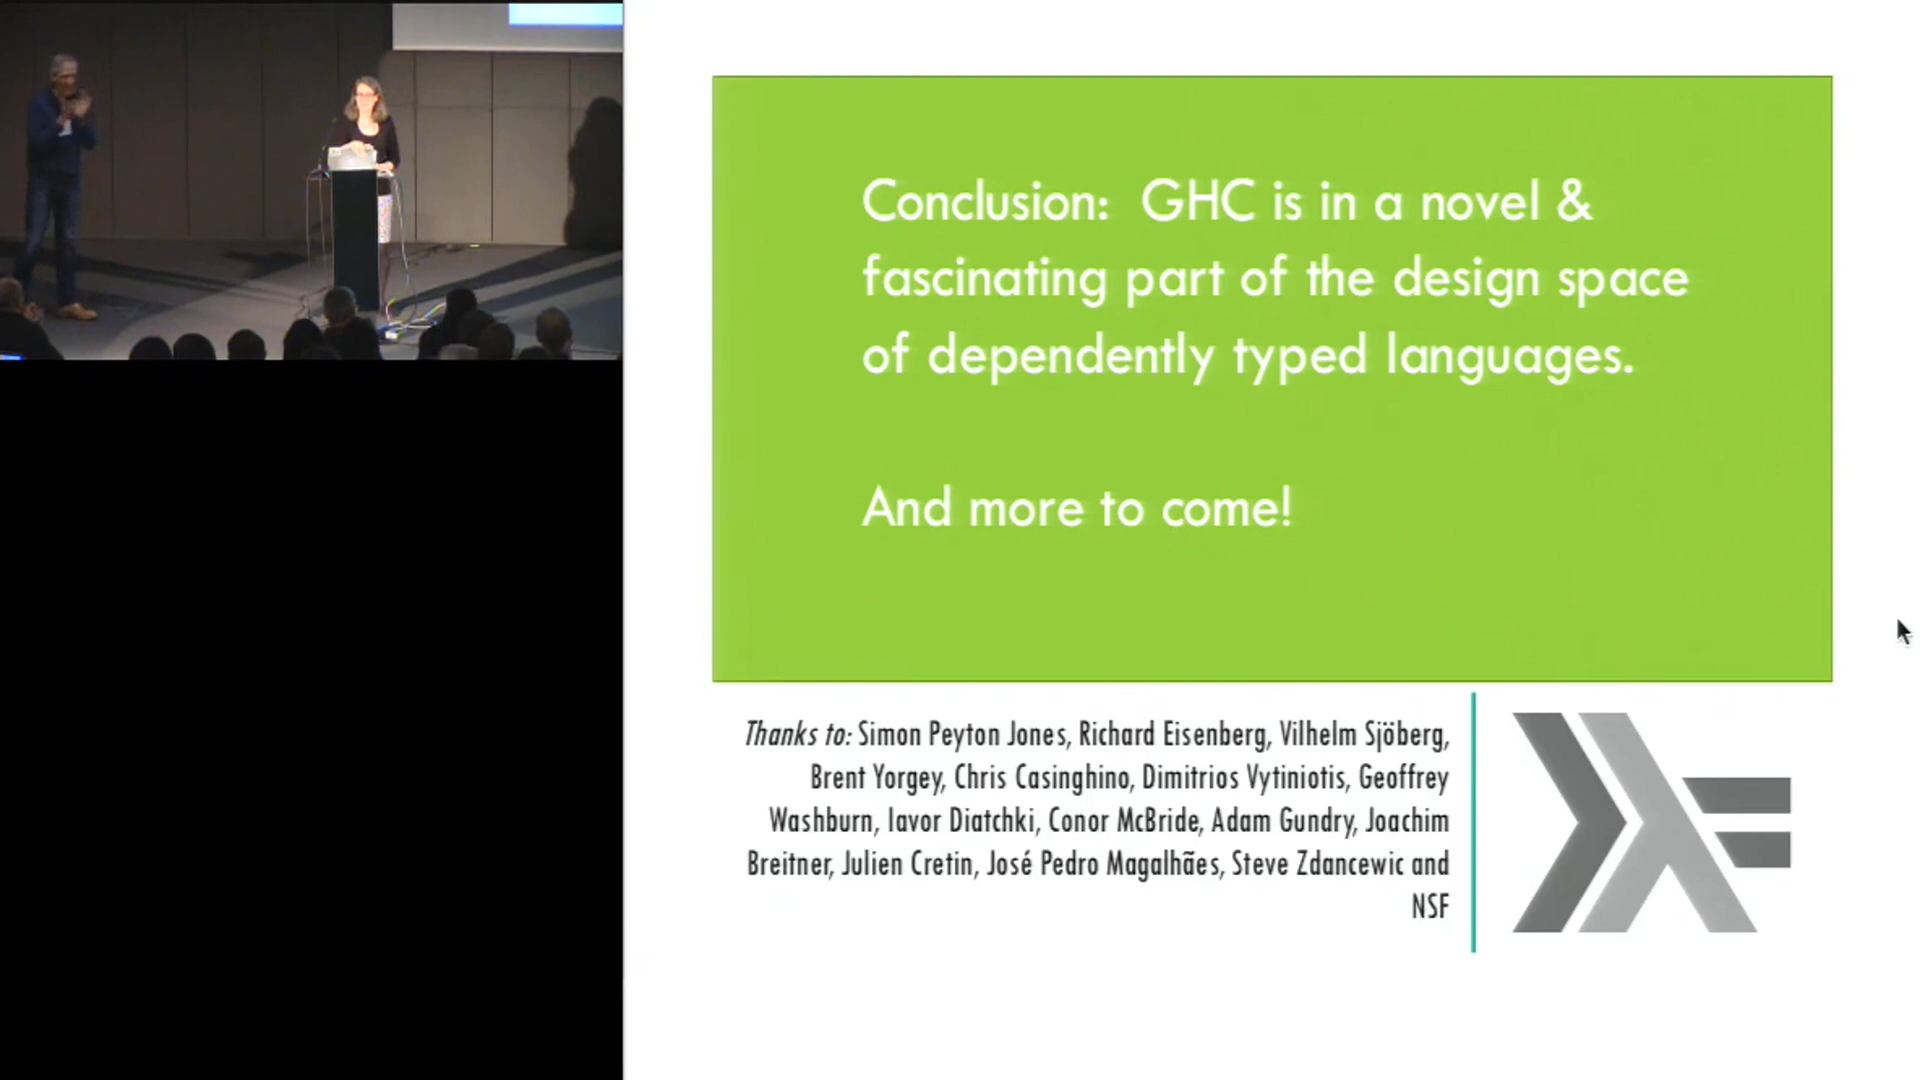 Conclusion: GHC is in a novel &
fascinating part of the design space
of dependently typed languages.
And more to come!
Thanks to: Simon Peyton Jones, Richard Eisenberg, Vilhelm Sjöberg,
Brent Yorgey, Chris Casinghino, Dimitrios Vytiniotis, Geoffrey
Washburn, Iavor Diatchki, Conor McBride, Adam Gundry, Joachim
Breitner, Julien Cretin, José Pedro Magalhães, Steve Zdancewic and
NSF